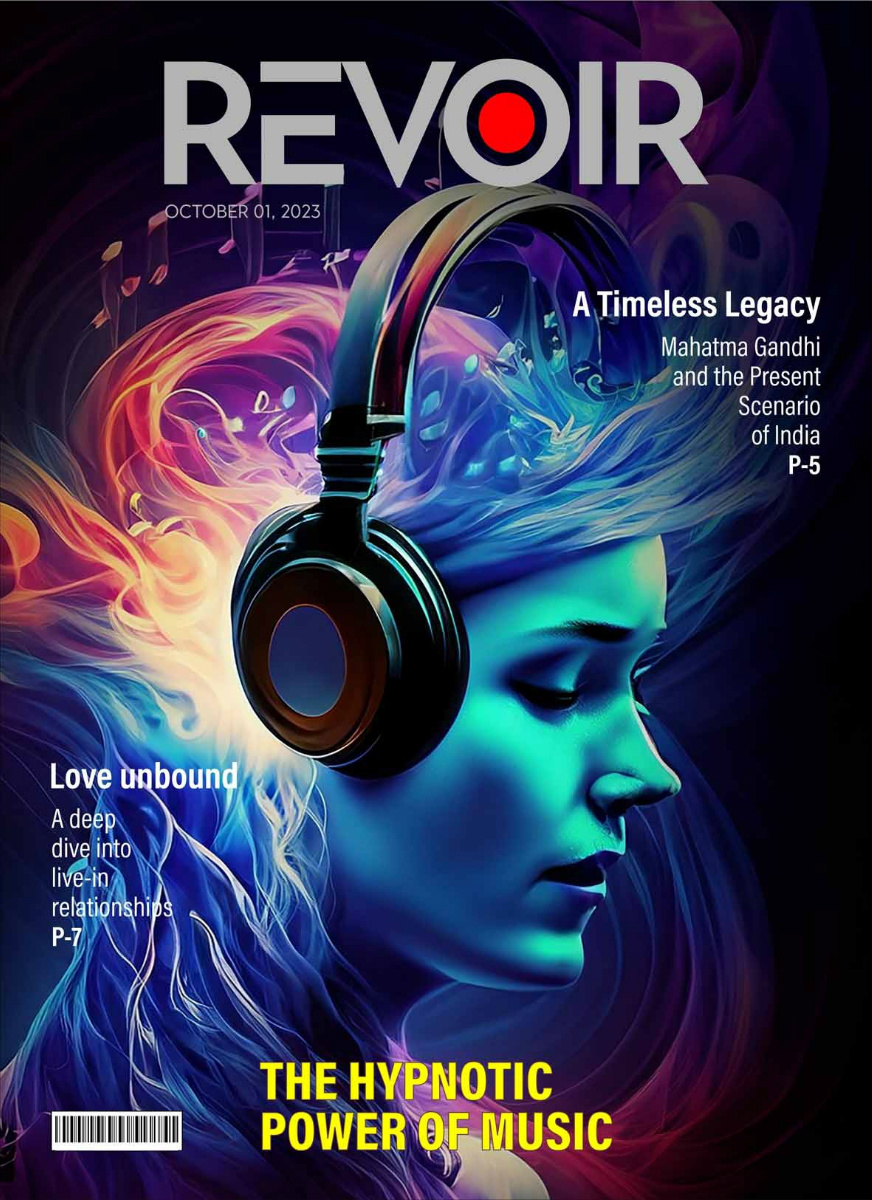 REVOIR
OCTOBER 01, 2023
A Timeless Legacy
Mahatma Gandhi
and the Present
Scenario
of India
P-5
Love unbound
A deep
dive into
live-in
relationships
P-7
THE HYPNOTIC
POWER OF MUSIC